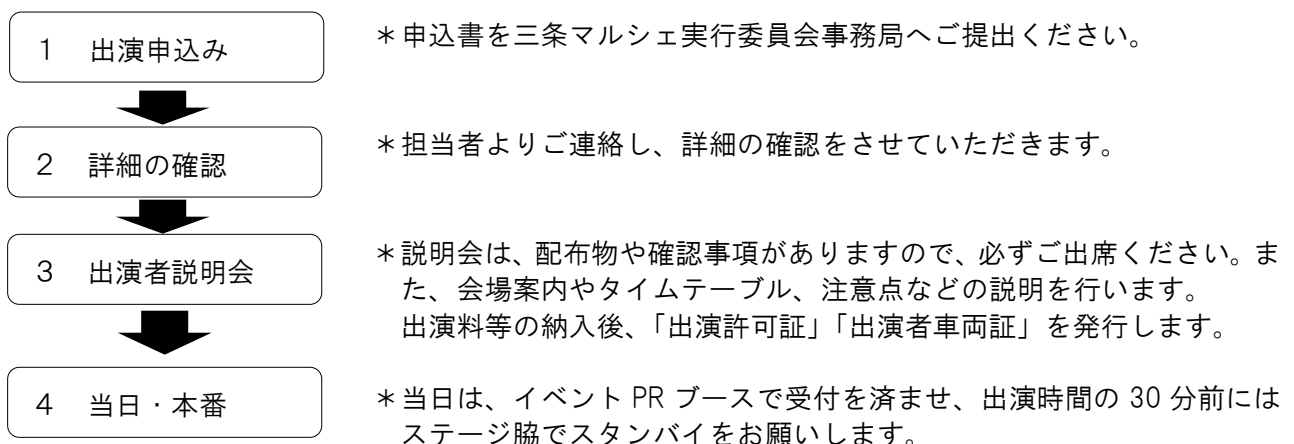 1 出演申込み
＊申込書を三条マルシェ実行委員会事務局へご提出ください。
2 詳細の確認
＊担当者よりご連絡し、詳細の確認をさせていただきます。
3 出演者説明会
＊説明会は、配布物や確認事項がありますので、必ずご出席ください。ま
た、会場案内やタイムテーブル、注意点などの説明を行います。
出演料等の納入後、「出演許可証」「出演者車両証」を発行します。
4 当日・本番
＊当日は、イベント PR ブースで受付を済ませ、出演時間の 30 分前には
ステージ脇でスタンバイをお願いします。